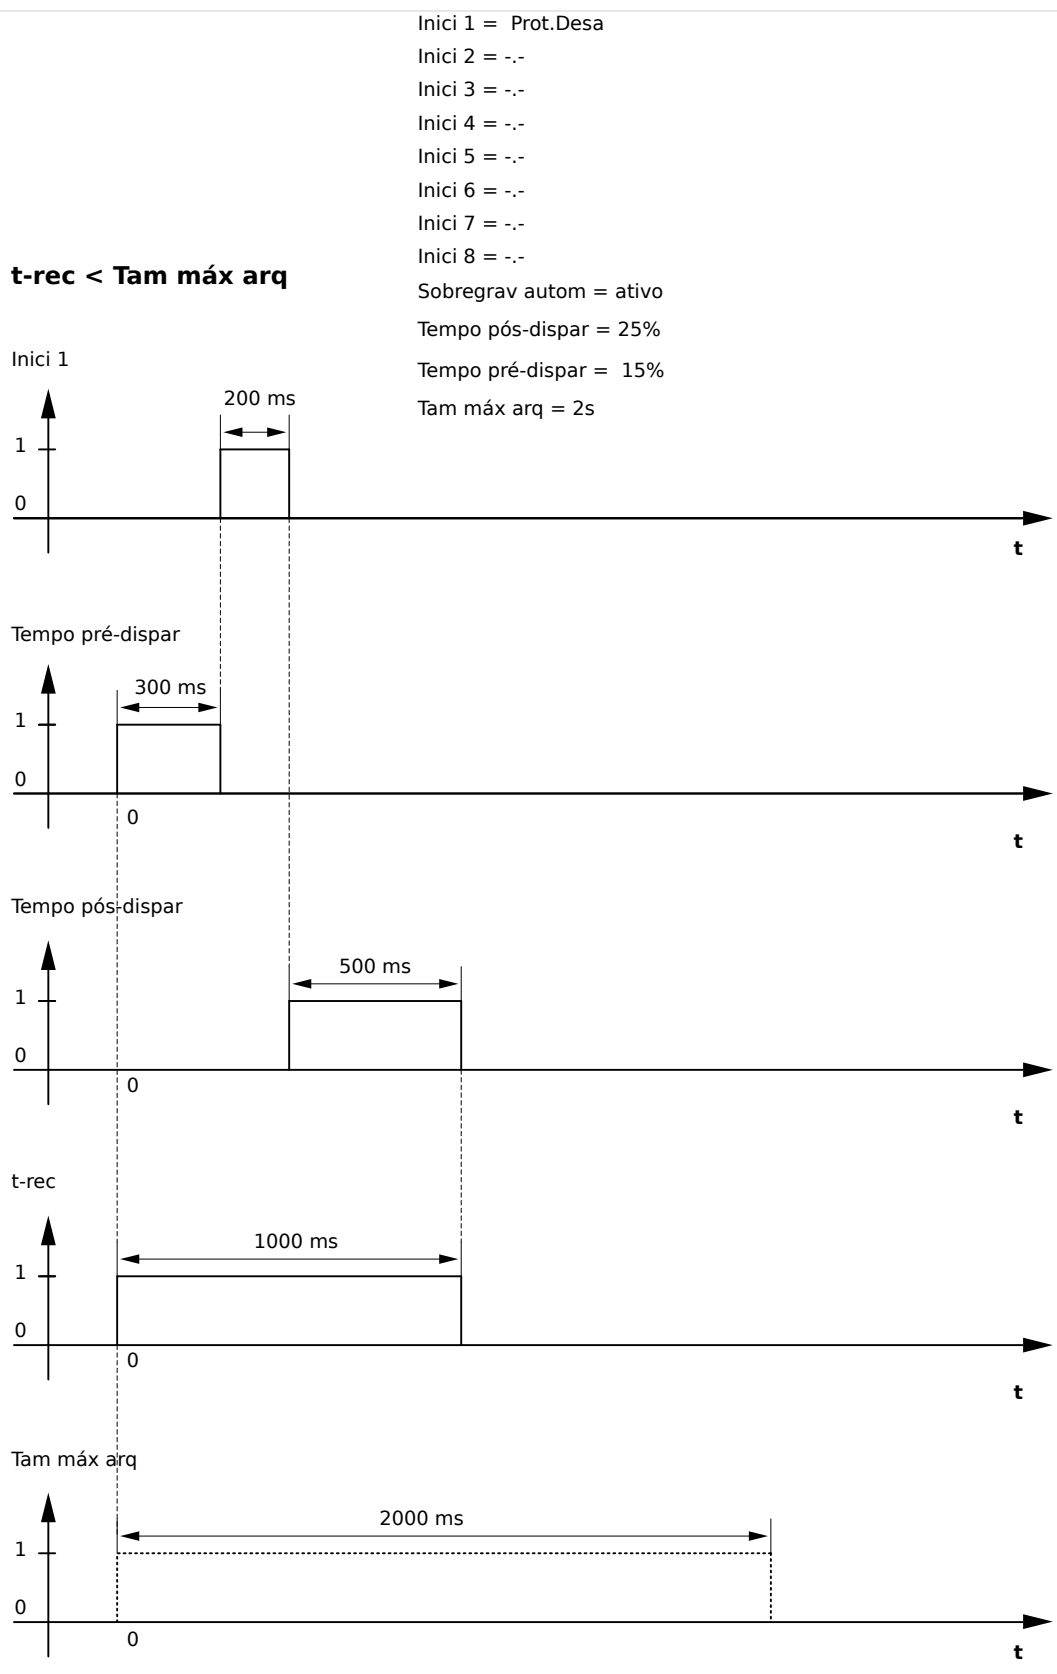 Inici 1 =  Prot.Desa
Inici 2 = -.-
Inici 3 = -.-
Inici 4 = -.-
Inici 5 = -.-
Inici 6 = -.-
Inici 7 = -.-
Inici 8 = -.-
t-rec < Tam máx arq
Sobregrav autom = ativo
Tempo pós-dispar = 25%
Tempo pré-dispar =  15%
Tam máx arq = 2s
Inici 1
200 ms
1
0
t
Tempo pré-dispar
300 ms
1
0
0
t
Tempo pós-dispar
500 ms
1
0
0
t
t-rec
1000 ms
1
0
0
t
Tam máx arq
2000 ms
1
0
0
t